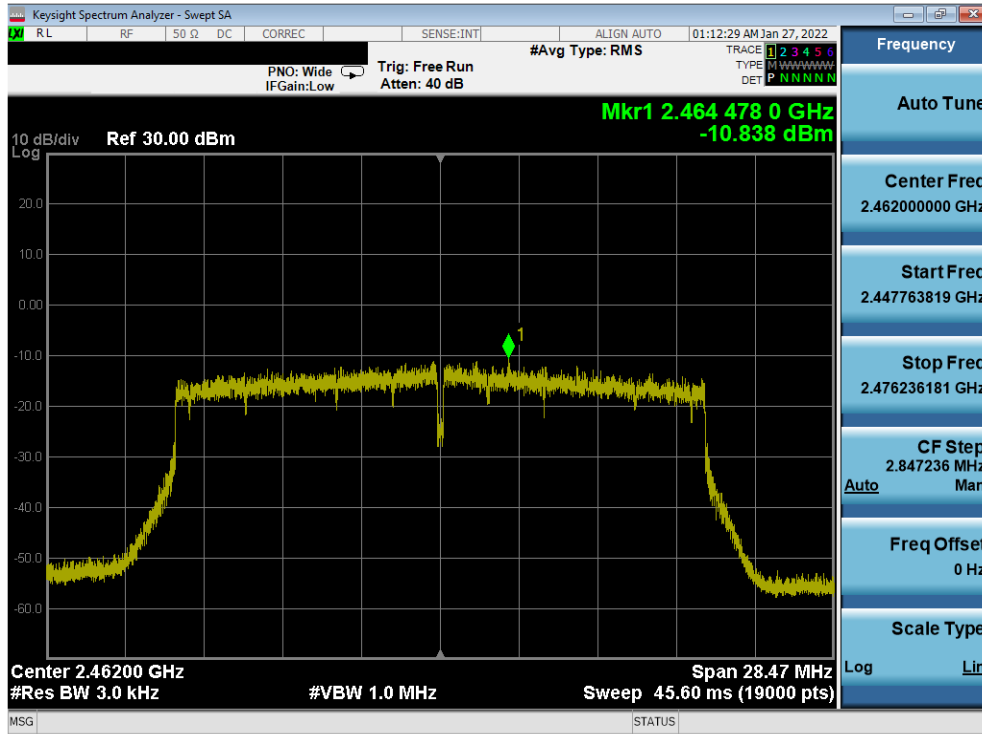 Keysight Spectrum Analyzer - Swept SA
LXI RL RF 50 Ω DC CORREC SENSE:INT ALIGN AUTO 01:12:29 AM Jan 27, 2022
Frequency
#Avg Type: RMS TRACE 1 2 3 4 5 6
PNO: Wide Trig: Free Run TYPE M WWWWW
IFGain:Low Atten: 40 dB DET P N N N N N
Auto Tune
Mkr1 2.464 478 0 GHz
10 dB/div Ref 30.00 dBm -10.838 dBm
Log
Center Freq
2.462000000 GHz
20.0
10.0
Start Freq
2.447763819 GHz
0.00
1
-10.0
Stop Freq
2.476236181 GHz
-20.0
-30.0
CF Step
2.847236 MHz
Auto Man
-40.0
-50.0
Freq Offset
0 Hz
-60.0
Scale Type
Log Lin
Center 2.46200 GHz Span 28.47 MHz
#Res BW 3.0 kHz #VBW 1.0 MHz Sweep 45.60 ms (19000 pts)
MSG STATUS